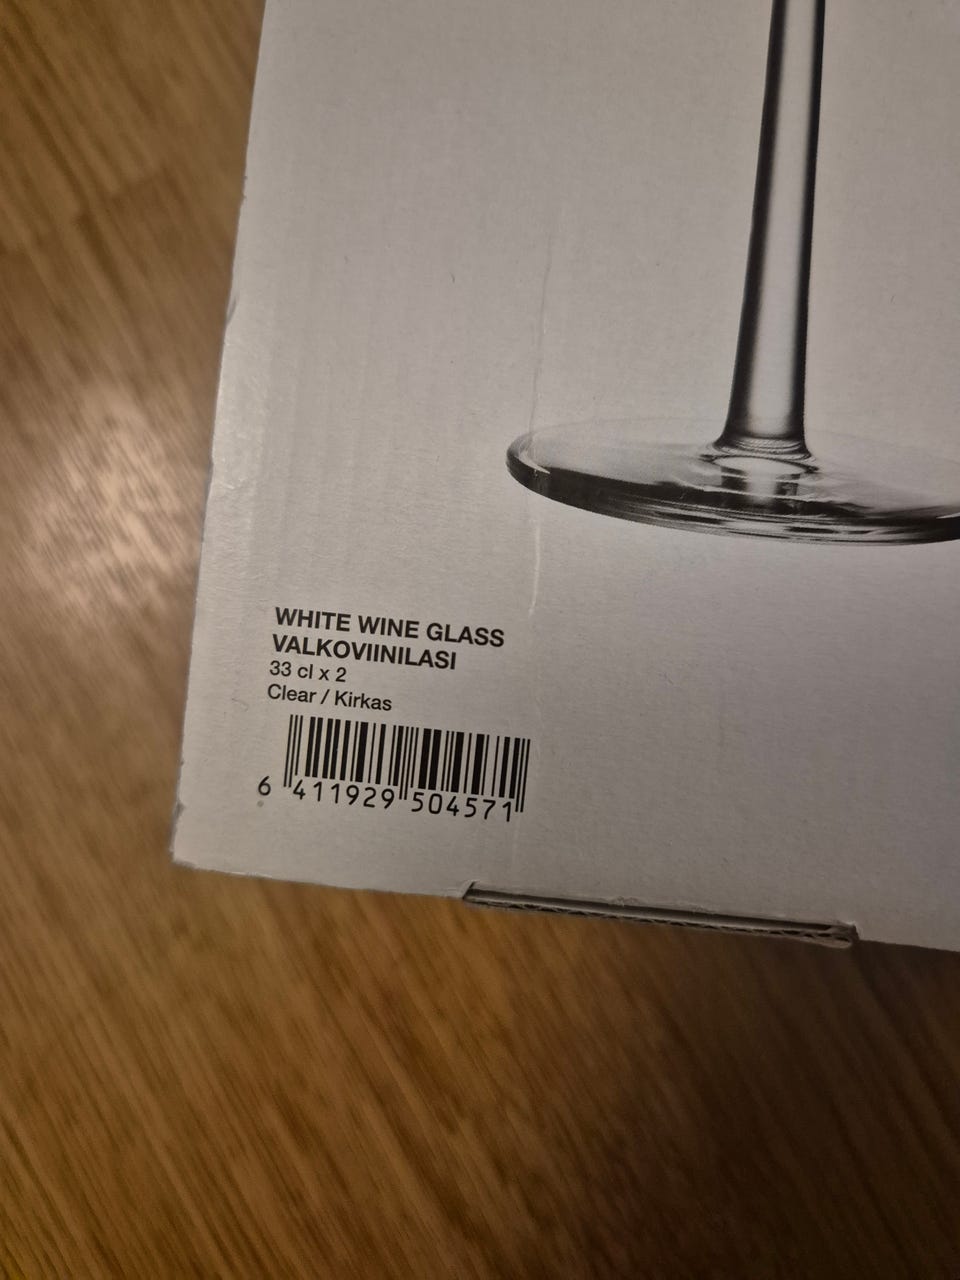 WHITE WINE GLASS
VALKOVIINILASI
33 cl x 2
Clear / Kirkas
6 411929 504571